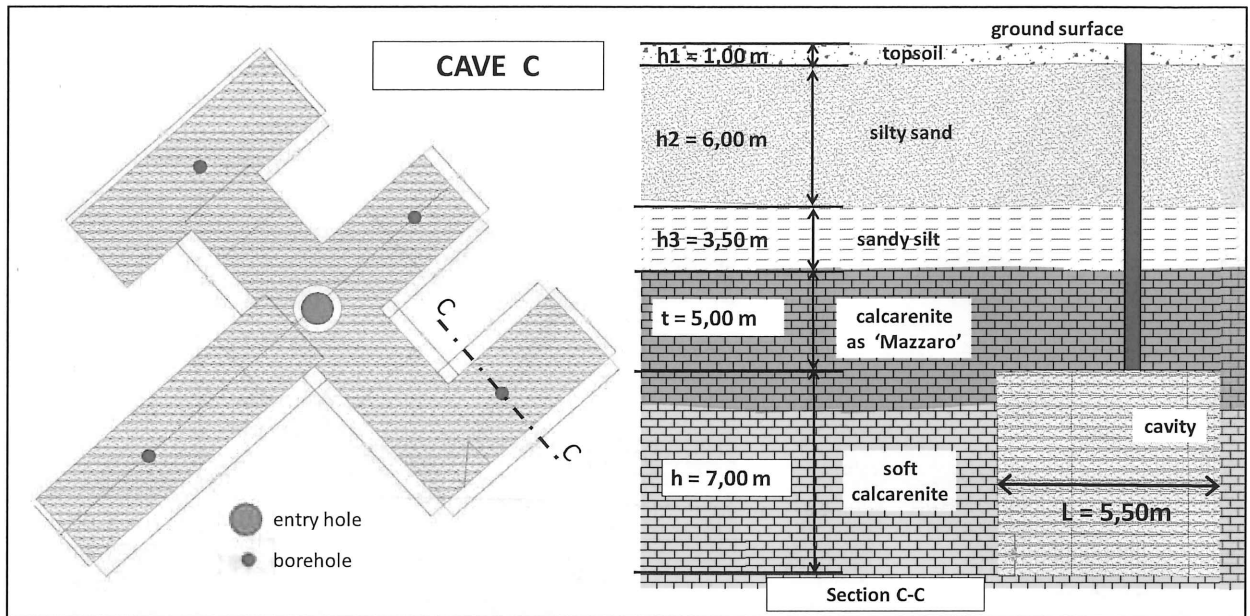 CAVE C
C
C
entry hole
borehole
ground surface
h1 = 1,00 m
topsoil
h2 = 6,00 m
silty sand
h3 = 3,50 m
sandy silt
t = 5,00 m
calcarenite
as 'Mazzaro'
cavity
h = 7,00 m
soft
calcarenite
L = 5,50m
Section C-C